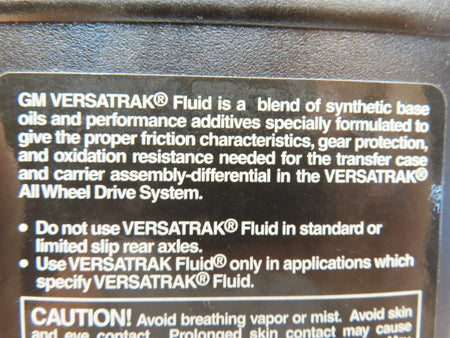 GM VERSATRAK® Fluid is a blend of synthetic base
oils and performance additives specially formulated to
give the proper friction characteristics, gear protection,
and oxidation resistance needed for the transfer case
and carrier assembly-differential in the VERSATRAK®
All Wheel Drive System.
• Do not use VERSATRAK® Fluid in standard or
limited slip rear axles.
• Use VERSATRAK Fluid® only in applications which
specify VERSATRAK® Fluid.
CAUTION! Avoid breathing vapor or mist. Avoid skin
and eye contact. Prolonged skin contact may cause